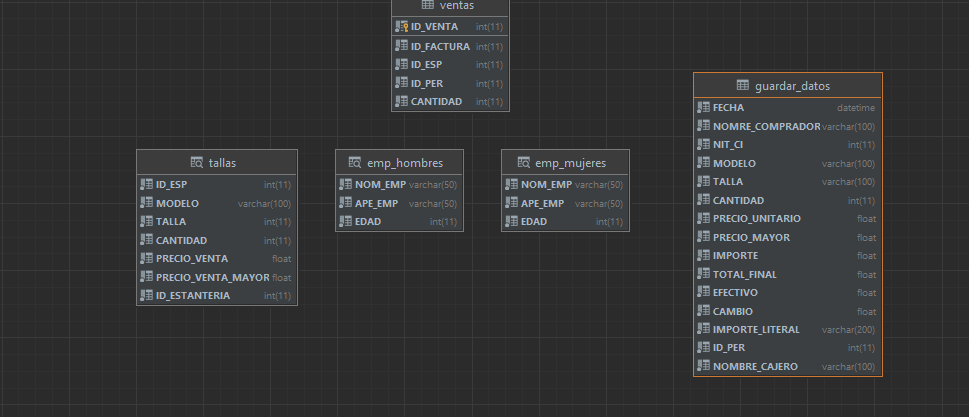 ventas
ID_VENTA int(11)
ID_FACTURA int(11)
ID_ESP int(11)
ID_PER int(11)
CANTIDAD int(11)
tallas
ID_ESP int(11)
MODELO varchar(100)
TALLA int(11)
CANTIDAD int(11)
PRECIO_VENTA float
PRECIO_VENTA_MAYOR float
ID_ESTANTERIA int(11)
emp_hombres
NOM_EMP varchar(50)
APE_EMP varchar(50)
EDAD int(11)
emp_mujeres
NOM_EMP varchar(50)
APE_EMP varchar(50)
EDAD int(11)
guardar_datos
FECHA datetime
NOMRE_COMPRADOR varchar(100)
NIT_CI int(11)
MODELO varchar(100)
TALLA varchar(100)
CANTIDAD int(11)
PRECIO_UNITARIO float
PRECIO_MAYOR float
IMPORTE float
TOTAL_FINAL float
EFECTIVO float
CAMBIO float
IMPORTE_LITERAL varchar(200)
ID_PER int(11)
NOMBRE_CAJERO varchar(100)